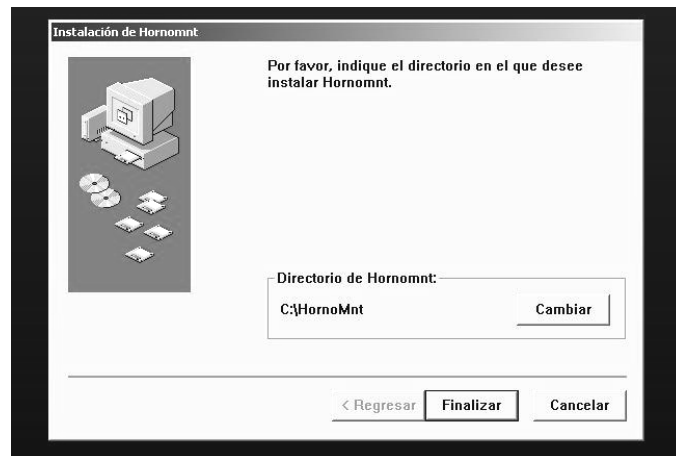 Instalación de Hornomnt
Por favor, indique el directorio en el que desee
instalar Hornomnt.
Directorio de Hornomnt:
C:\HornoMnt
Cambiar
< Regresar
Finalizar
Cancelar